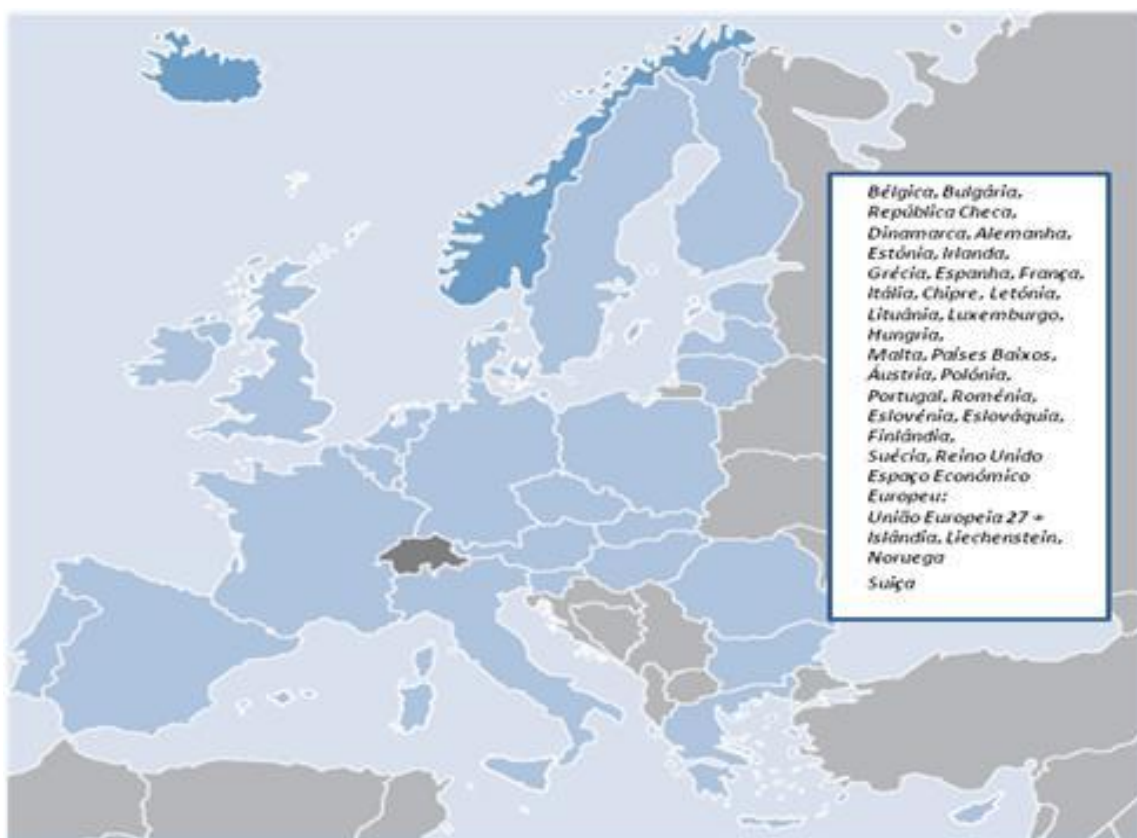 Bélgica, Bulgária,
República Checa,
Dinamarca, Alemanha,
Estónia, Irlanda,
Grécia, Espanha, França,
Itália, Chipre, Letónia,
Lituânia, Luxemburgo,
Hungria,
Malta, Países Baixos,
Áustria, Polónia,
Portugal, Roménia,
Eslovénia, Eslováquia,
Finlândia,
Suécia, Reino Unido
Espaço Económico
Europeu:
União Europeia 27 +
Islândia, Liechenstein,
Noruega
Suiça